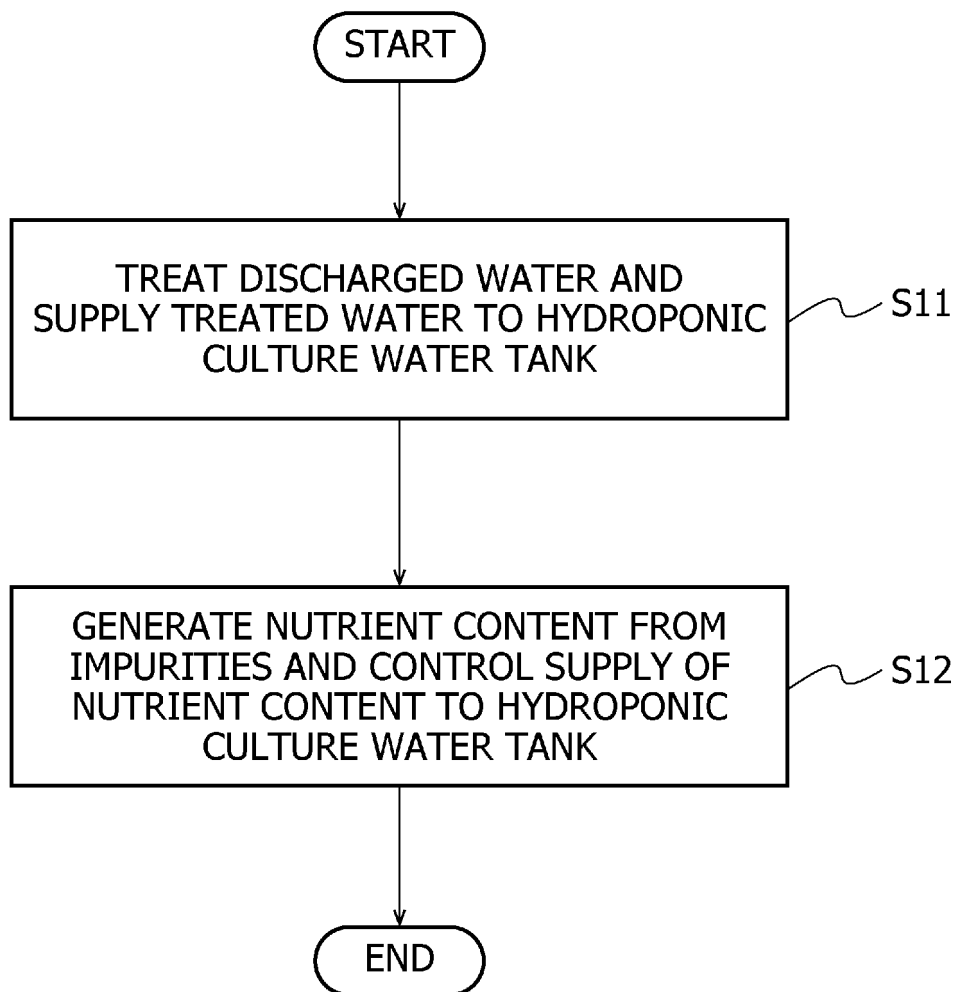 START
TREAT DISCHARGED WATER AND
SUPPLY TREATED WATER TO HYDROPONIC
CULTURE WATER TANK
S11
GENERATE NUTRIENT CONTENT FROM
IMPURITIES AND CONTROL SUPPLY OF
NUTRIENT CONTENT TO HYDROPONIC
CULTURE WATER TANK
S12
END